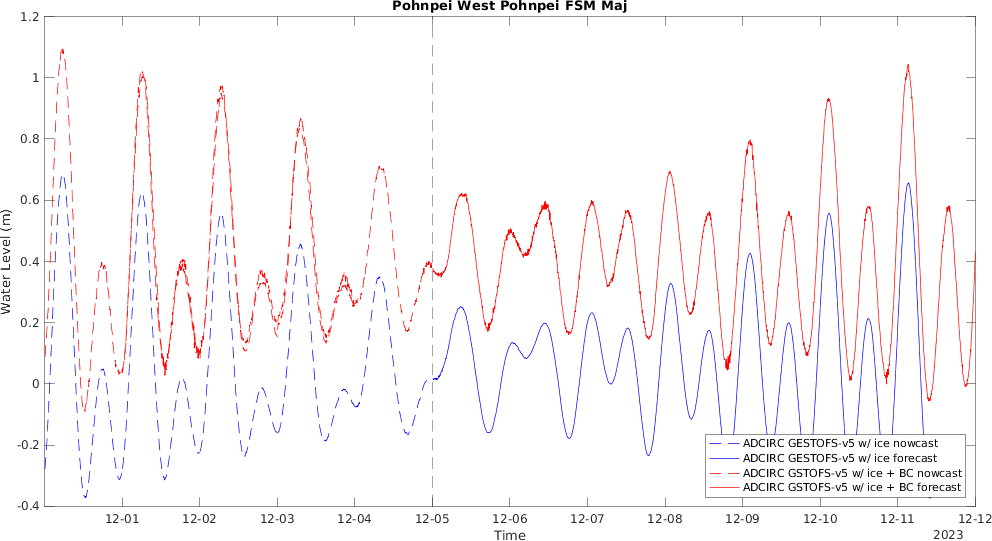 Pohnpei West Pohnpei FSM Maj
1.2
1
0.8
0.6
0.4
0.2
0
-0.2
-0.4
Water Level (m)
ADCIRC GESTOFS-v5 w/ ice nowcast
ADCIRC GESTOFS-v5 w/ ice forecast
ADCIRC GSTOFS-v5 w/ ice + BC nowcast
ADCIRC GSTOFS-v5 w/ ice + BC forecast
12-01 12-02 12-03 12-04 12-05 12-06 12-07 12-08 12-09 12-10 12-11 12-12
Time
2023